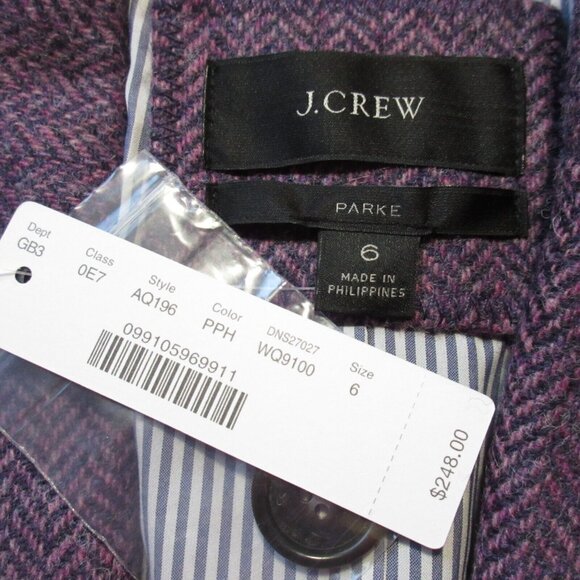 J.CREW
PARKE
6
MADE IN
PHILIPPINES
Dept Class Style Color DNS27027 Size
GB3 0E7 AQ196 PPH WQ9100 6
099105969911
$248.00